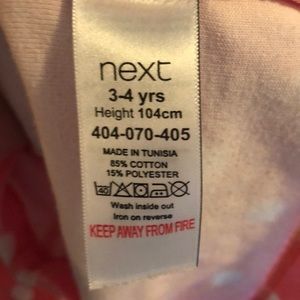 next
3-4 yrs
Height 104cm
404-070-405
MADE IN TUNISIA
85% COTTON
15% POLYESTER
40
Wash inside out
Iron on reverse
KEEP AWAY FROM FIRE